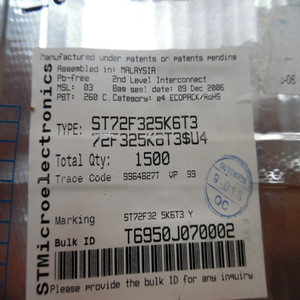 Manufactured under patents or patents pending
Assembled in: MALAYSIA
Pb-free 2nd Level Interconnect
MSL: 03 Bag seal date: 09 Dec 2006
PBT: 260 C Category: e4 ECOPACK/RoHS
TYPE: ST72F325K6T3
72F325K6T3$U4
Total Qty: 1500
Trace Code 9964827T VP 99
Marking ST72F32 5K6T3 Y
Bulk ID T6950J070002
Please provide the bulk ID for any inquiry
STMicroelectronics
QC